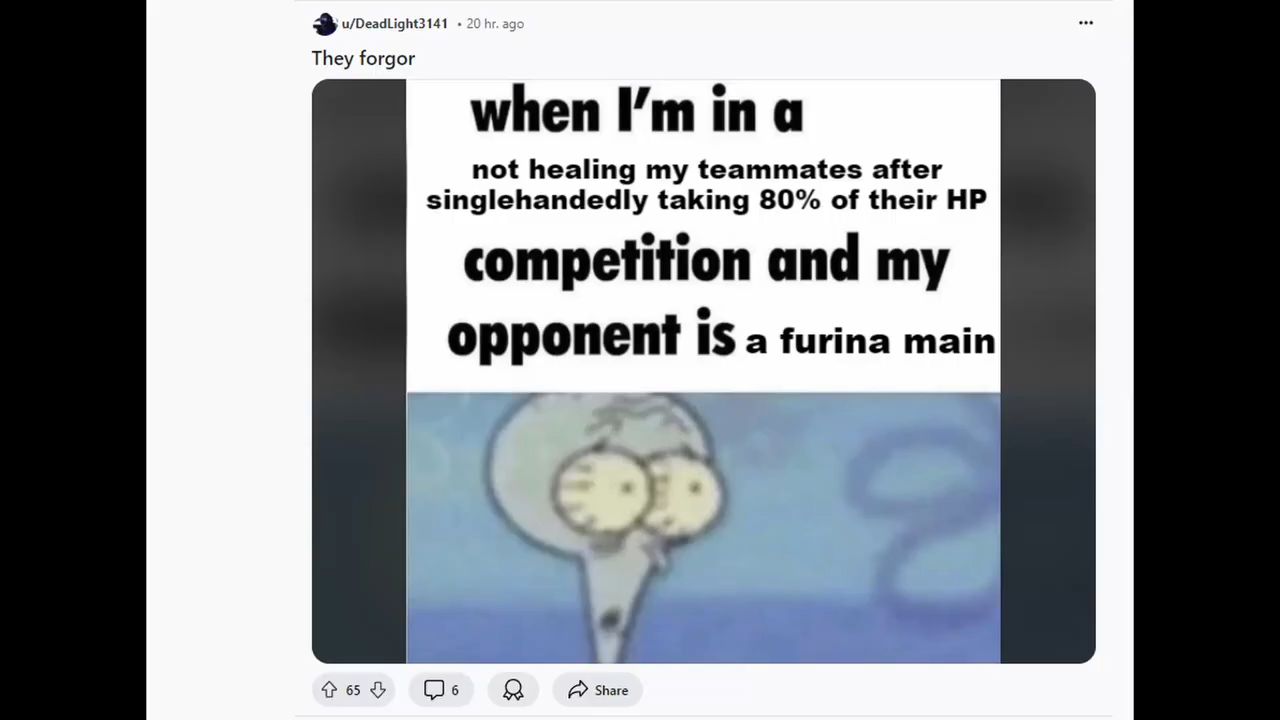 u/DeadLight3141 • 20 hr. ago
They forgor
when I'm in a
not healing my teammates after
singlehandedly taking 80% of their HP
competition and my
opponent is a furina main
65
6
Share